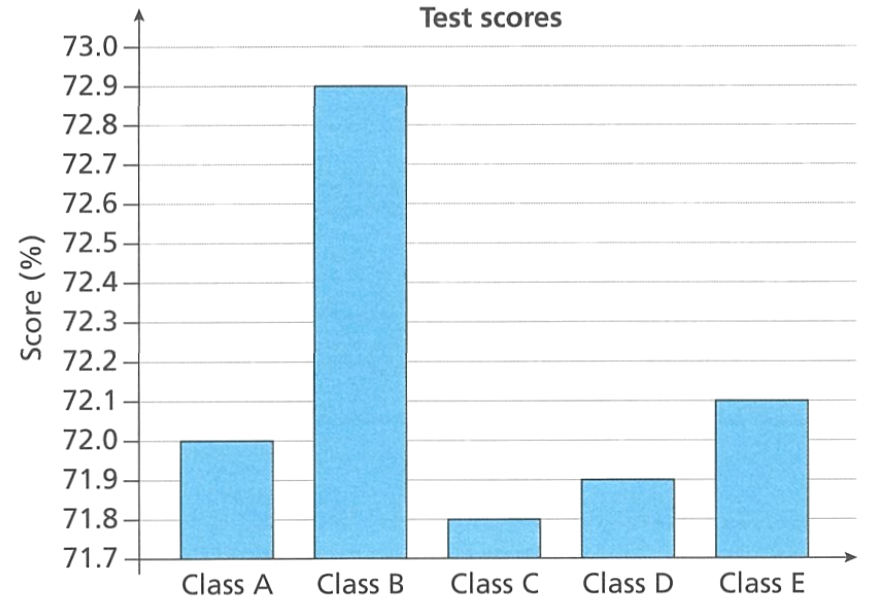 Test scores
Score (%)
73.0
72.9
72.8
72.7
72.6
72.5
72.4
72.3
72.2
72.1
72.0
71.9
71.8
71.7
Class A
Class B
Class C
Class D
Class E